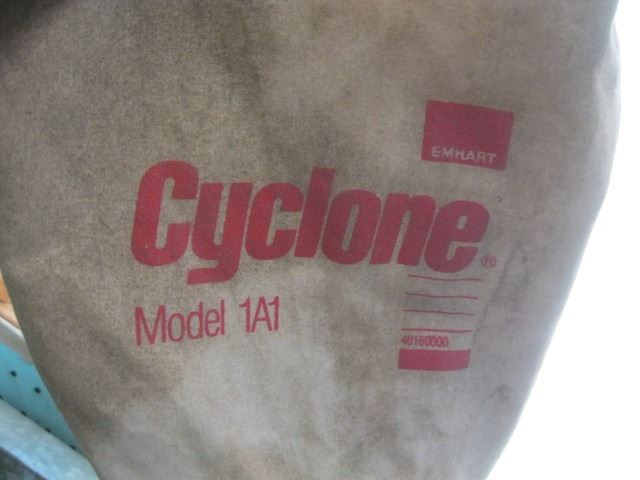 EMHART
Cyclone®
Model 1A1
40160000